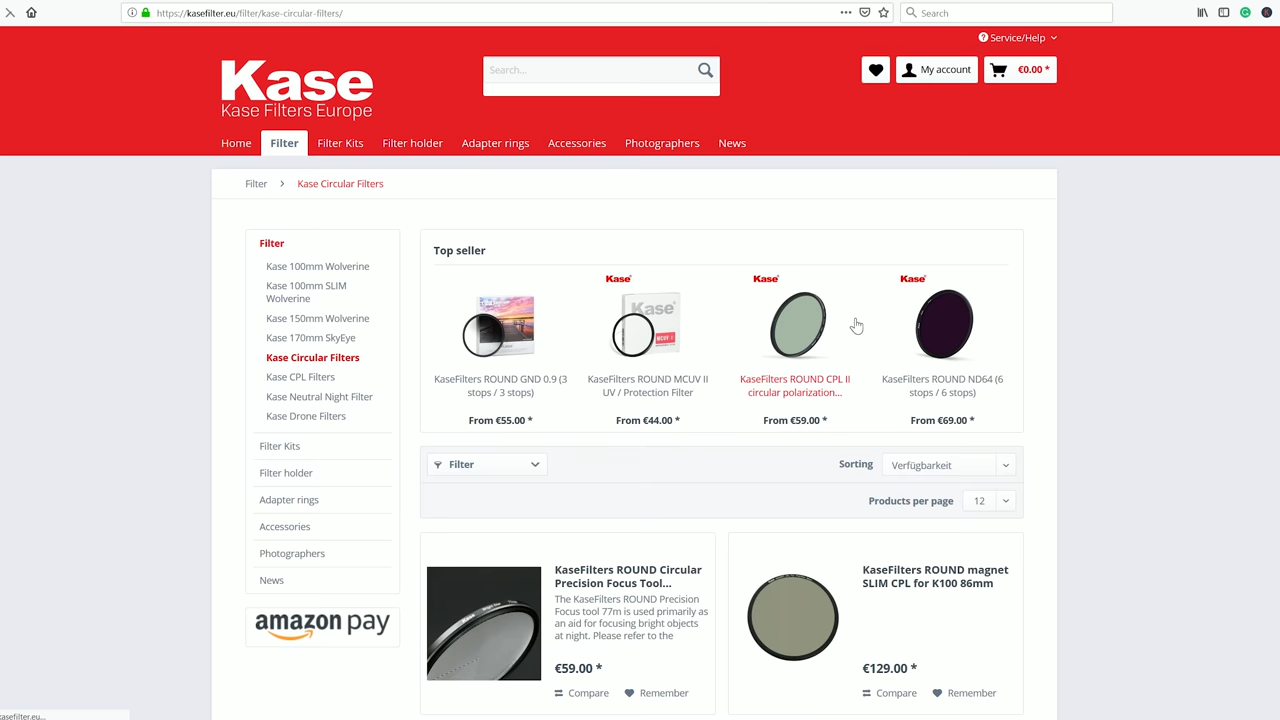 https://kasefilter.eu/filter/kase-circular-filters/
Search
Service/Help
Kase
Kase Filters Europe
Search...
My account
€0.00 *
Home
Filter
Filter Kits
Filter holder
Adapter rings
Accessories
Photographers
News
Filter
Kase Circular Filters
Filter
Kase 100mm Wolverine
Kase 100mm SLIM
Wolverine
Kase 150mm Wolverine
Kase 170mm SkyEye
Kase Circular Filters
Kase CPL Filters
Kase Neutral Night Filter
Kase Drone Filters
Filter Kits
Filter holder
Adapter rings
Accessories
Photographers
News
amazon pay
Top seller
KaseFilters ROUND GND 0.9 (3
stops / 3 stops)
From €55.00 *
Kase
Kase
MCUV II
KaseFilters ROUND MCUV II
UV / Protection Filter
From €44.00 *
Kase
KaseFilters ROUND CPL II
circular polarization...
From €59.00 *
Kase
KaseFilters ROUND ND64 (6
stops / 6 stops)
From €69.00 *
Filter
Sorting
Verfügbarkeit
Products per page
12
KaseFilters ROUND Circular
Precision Focus Tool...
The KaseFilters ROUND Precision
Focus tool 77m is used primarily as
an aid for focusing bright objects
at night. Please refer to the
€59.00 *
Compare
Remember
KaseFilters ROUND magnet
SLIM CPL for K100 86mm
€129.00 *
Compare
Remember
kasefilter.eu...